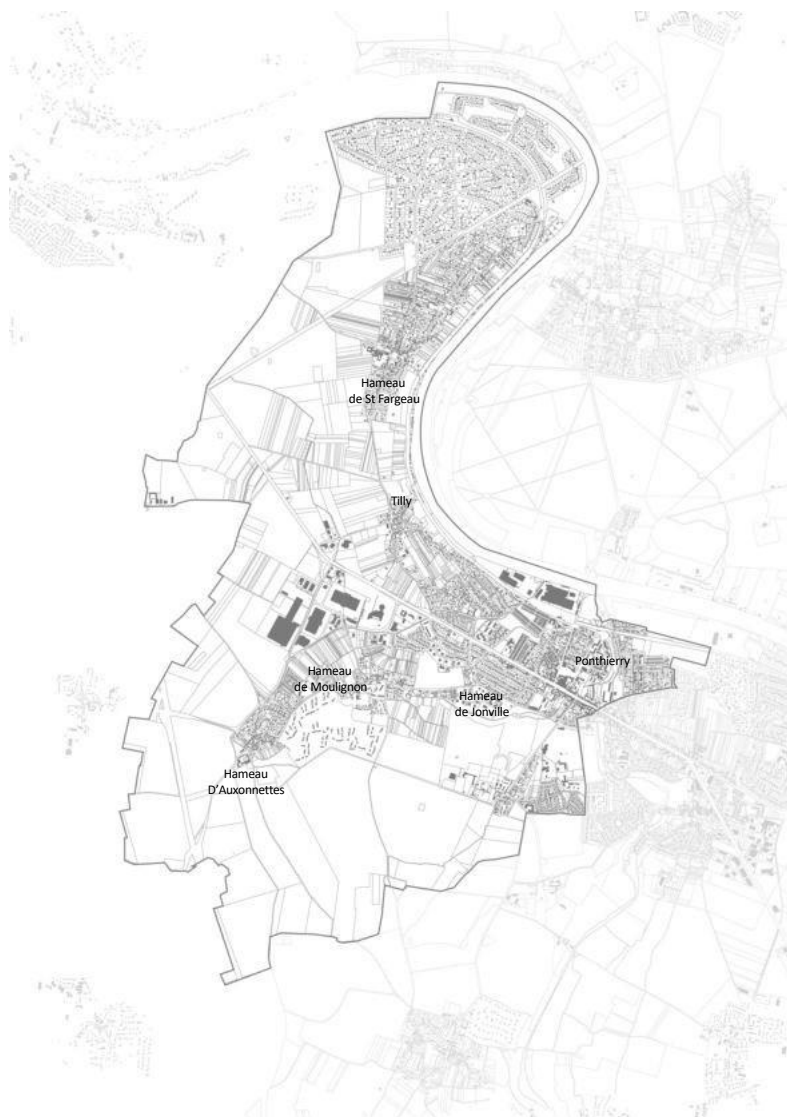 Hameau
de St Fargeau
Tilly
Ponthierry
Hameau
de Moulignon
Hameau
de Jonville
Hameau
D'Auxonnettes